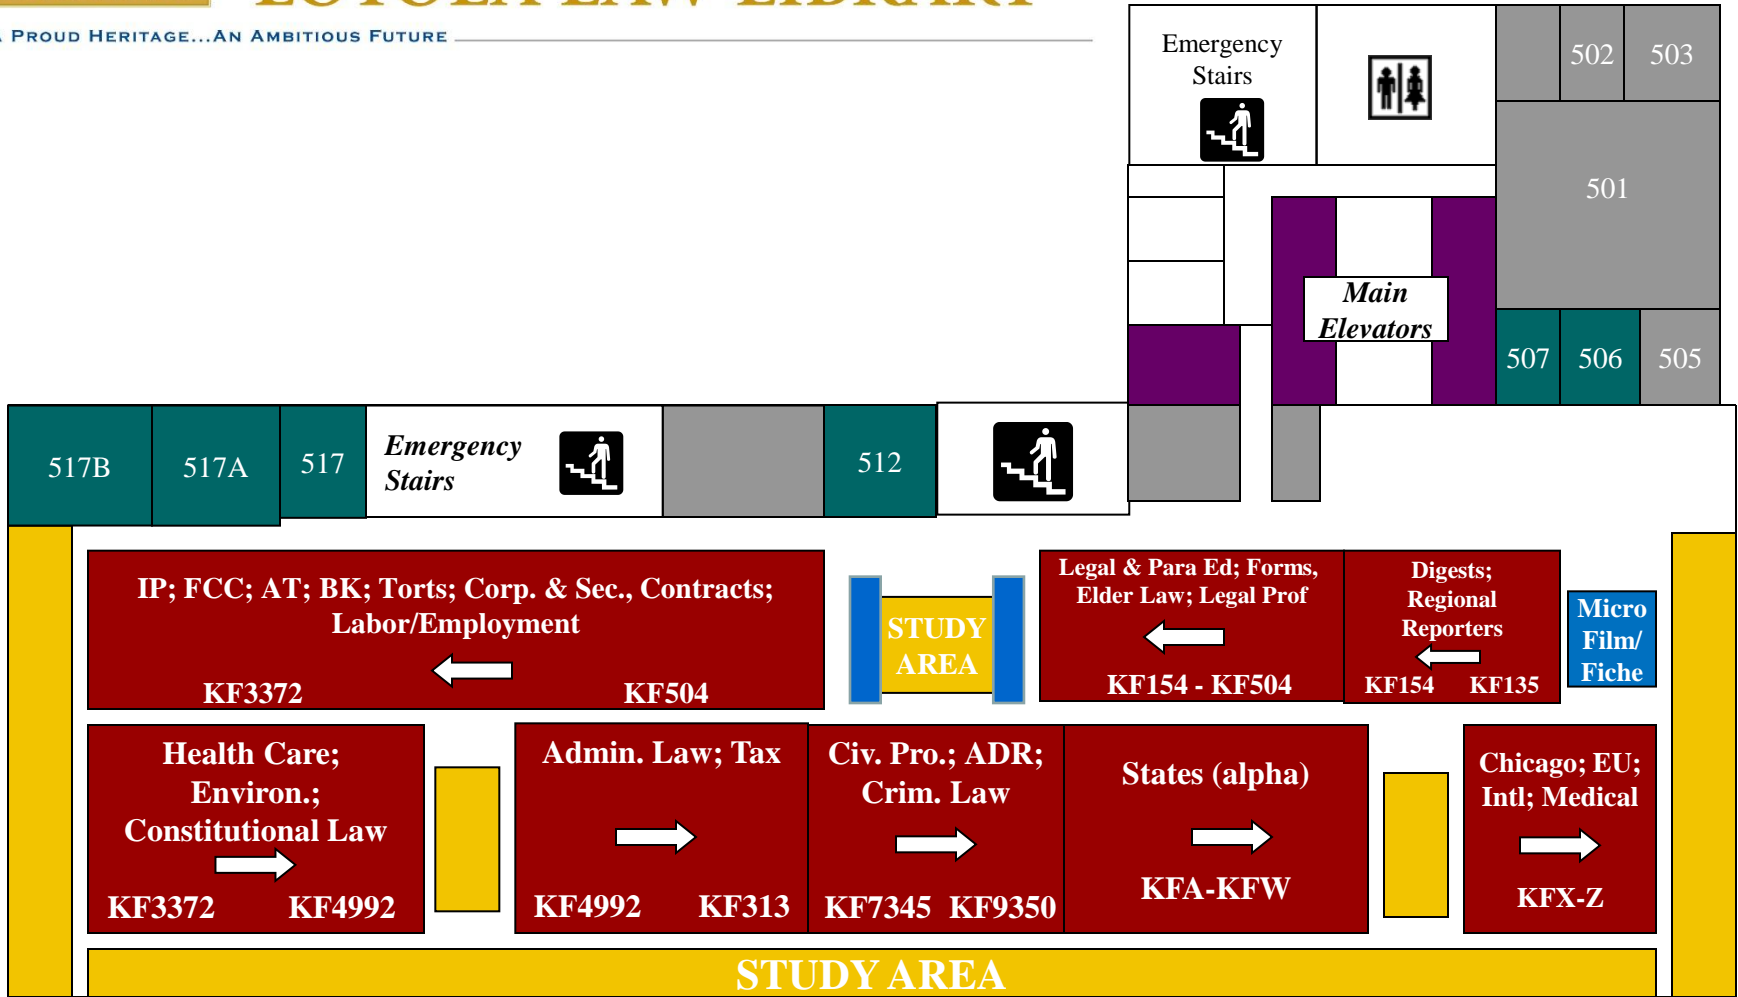 LOYOLA LAW LIBRARY
A PROUD HERITAGE...AN AMBITIOUS FUTURE
Emergency
Stairs
502
503
501
Main
Elevators
507
506
505
517B
517A
517
Emergency
Stairs
512
IP; FCC; AT; BK; Torts; Corp. & Sec., Contracts;
Labor/Employment
KF3372
KF504
STUDY
AREA
Legal & Para Ed; Forms,
Elder Law; Legal Prof
KF154 - KF504
Digests;
Regional
Reporters
KF154
KF135
Micro
Film/
Fiche
Health Care;
Environ.;
Constitutional Law
KF3372
KF4992
Admin. Law; Tax
KF4992
KF313
Civ. Pro.; ADR;
Crim. Law
KF7345
KF9350
States (alpha)
KFA-KFW
Chicago; EU;
Intl; Medical
KFX-Z
STUDY AREA